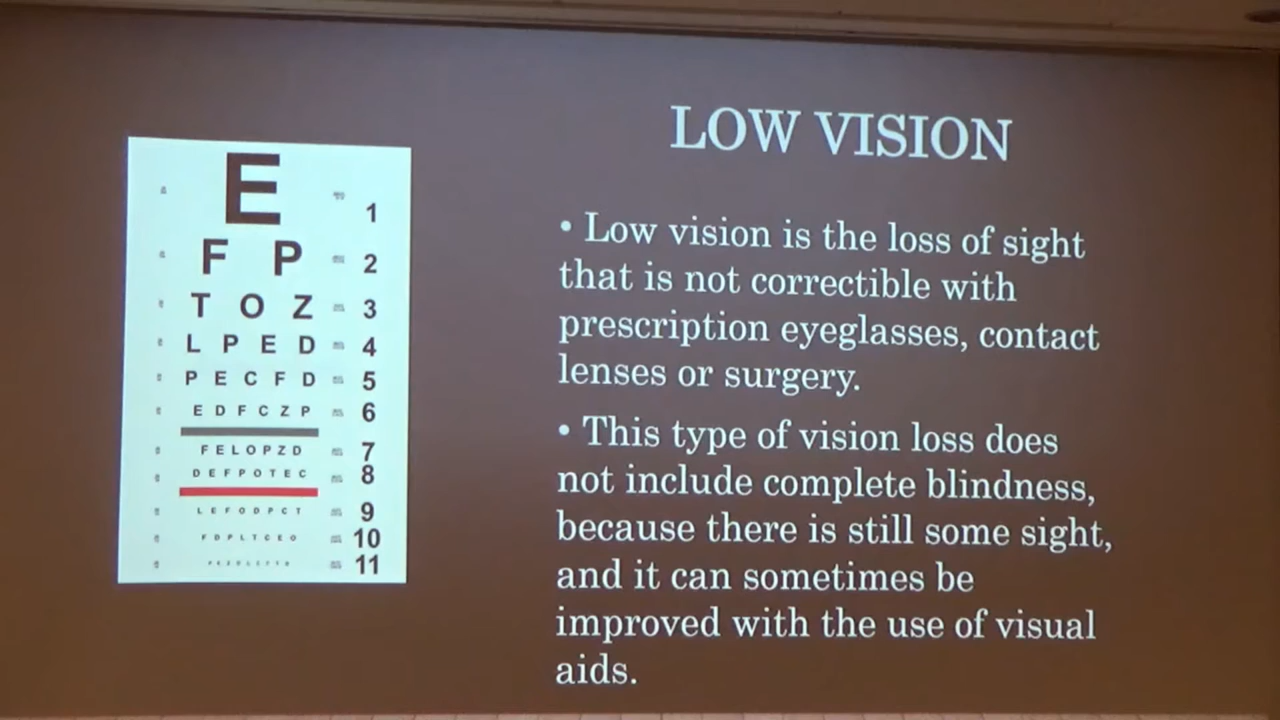 LOW VISION
• Low vision is the loss of sight
that is not correctible with
prescription eyeglasses, contact
lenses or surgery.
• This type of vision loss does
not include complete blindness,
because there is still some sight,
and it can sometimes be
improved with the use of visual
aids.
E 1
F P 2
T O Z 3
L P E D 4
P E C F D 5
E D F C Z P 6
F E L O P Z D 7
D E F P O T E C 8
L E F O D P C T 9
F D P L T C E O 10
11